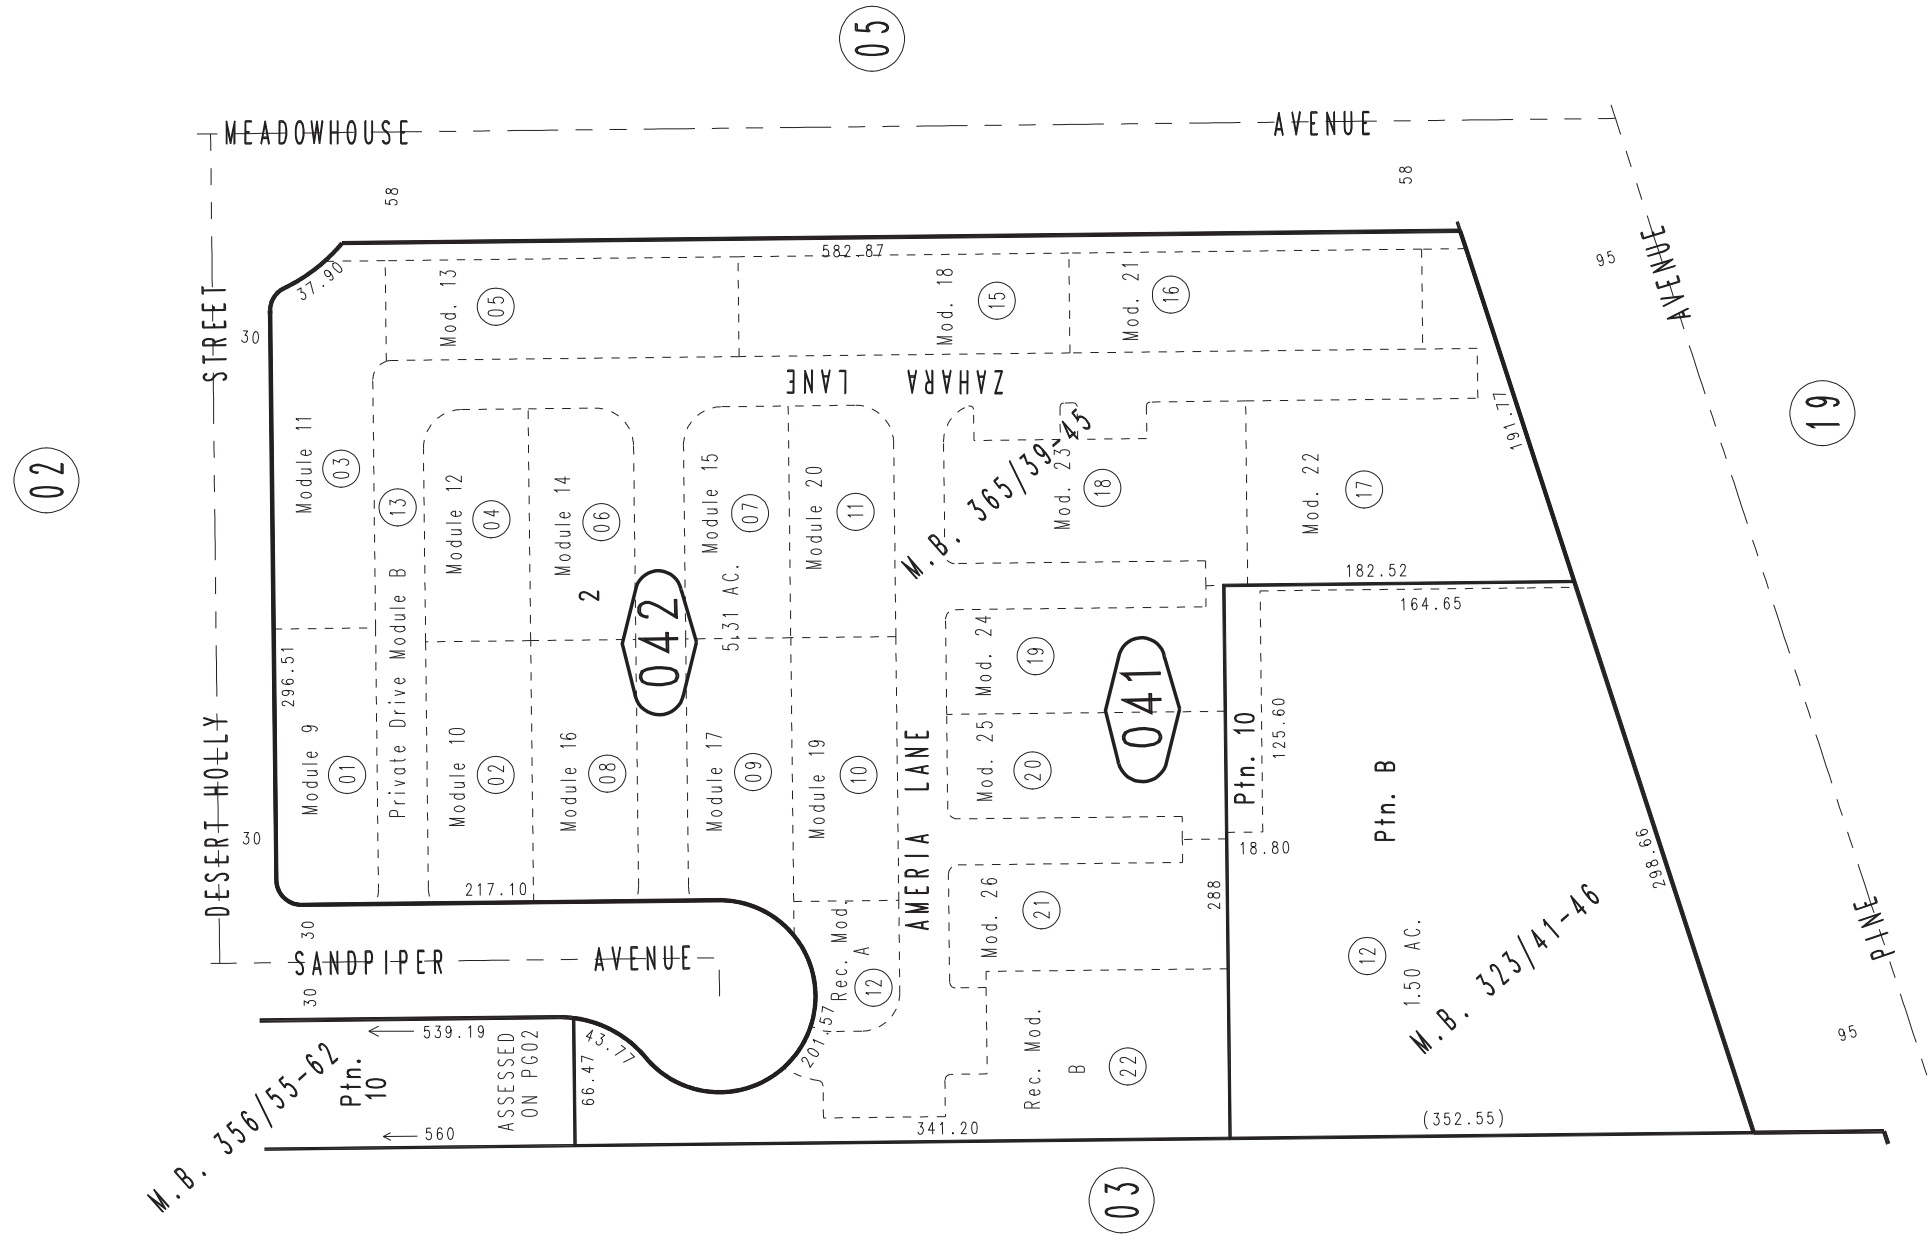 05
MEADOWHOUSE AVENUE
58
58
582.87
37.90
STREET
30
Mod. 13
05
Mod. 18
15
Mod. 21
16
95
AVENUE
ZAHARA LANE
191.77
19
02
Module 11
03
13
Private Drive Module B
Module 12
04
Module 14
06
2
042
Module 15
07
5.31 AC.
Module 20
11
M.B. 365/39-45
Mod. 23
18
Mod. 22
17
182.52
164.65
296.51
DESERT HOLLY
30
Module 9
01
Module 10
02
Module 16
08
Module 17
09
Module 19
10
AMERIA LANE
Mod. 24
19
Mod. 25
20
041
Ptn. 10
125.60
18.80
Ptn. B
298.66
217.10
288
Mod. 26
21
Rec. Mod.
A
12
12
1.50 AC.
M.B. 323/41-46
PINE
95
30
SANDPIPER AVENUE
30
539.19
43.77
201.57
66.47
ASSESSED
ON PG02
Ptn.
10
M.B. 356/55-62
560
Rec. Mod.
B
22
341.20
(352.55)
03